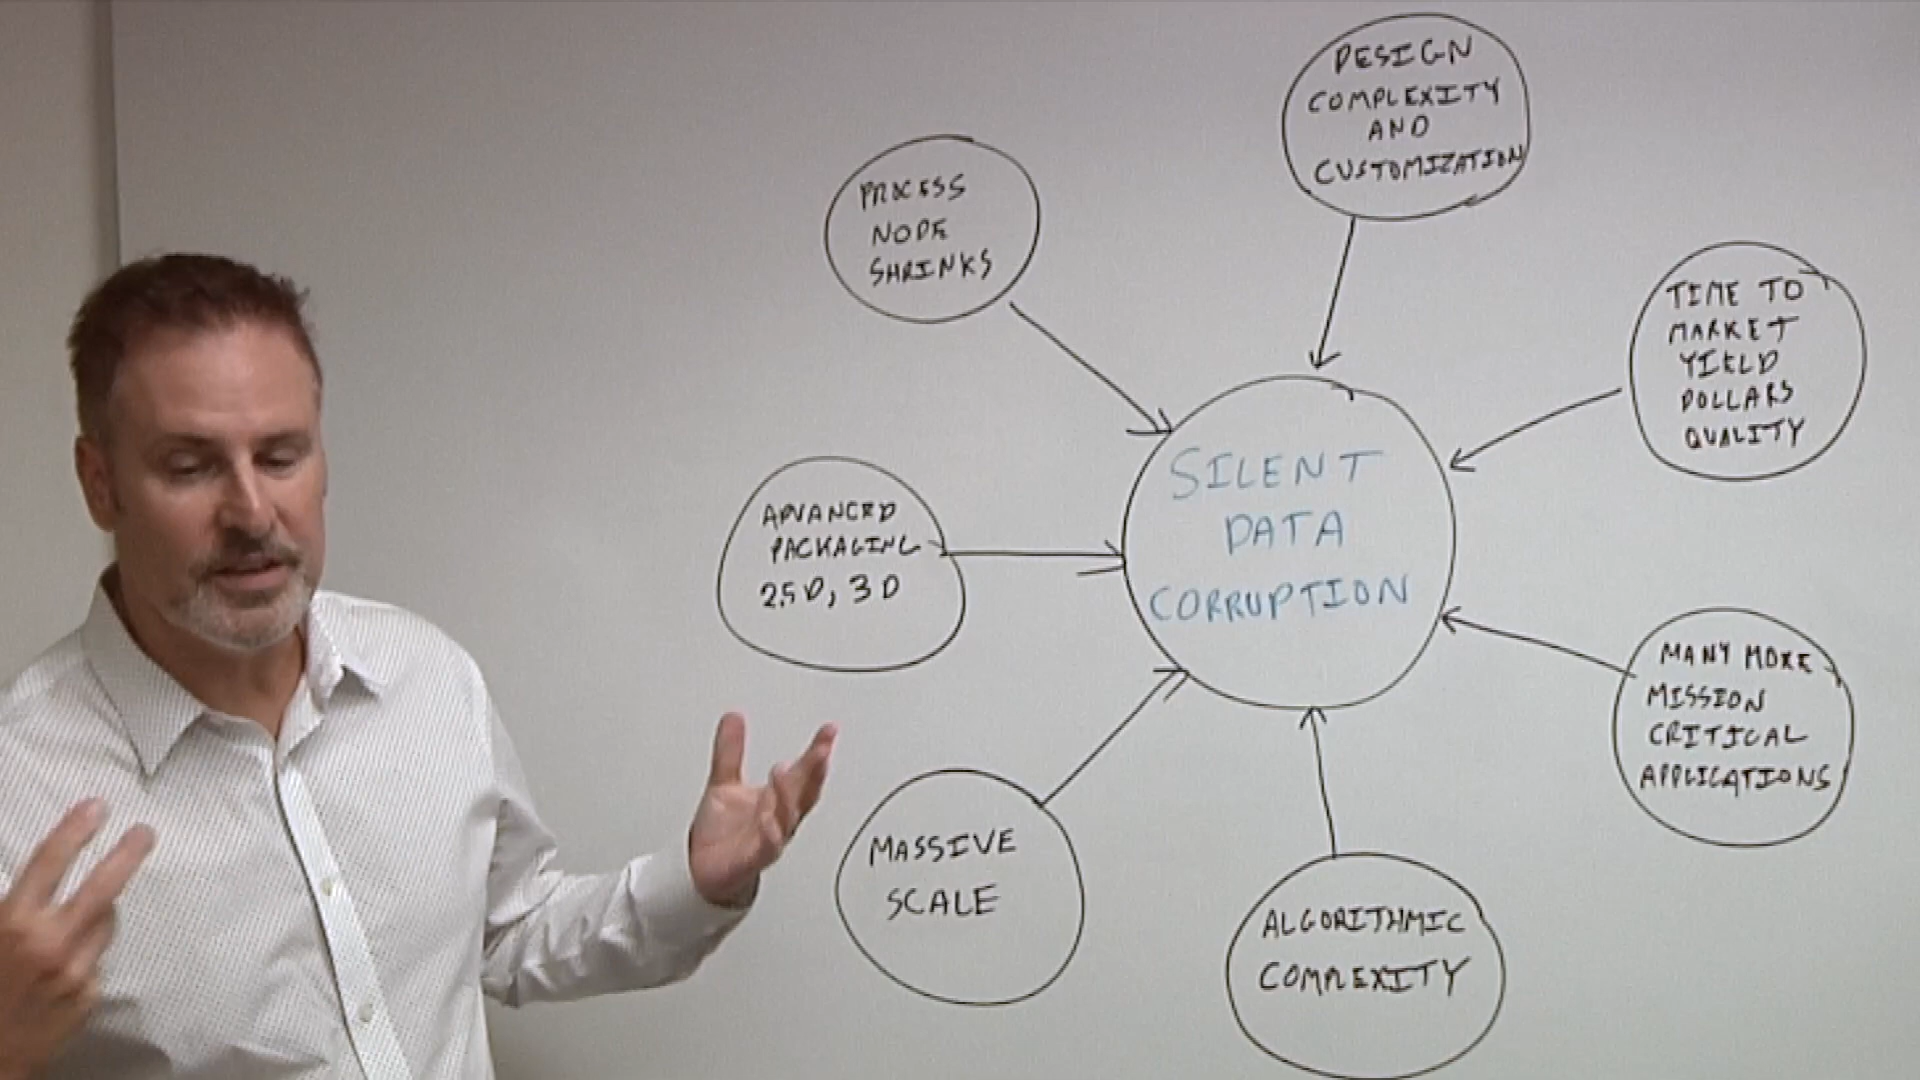 DESIGN
COMPLEXITY
AND
CUSTOMIZATION
PROCESS
NODE
SHRINKS
TIME TO
MARKET
YIELD
DOLLARS
QUALITY
SILENT
DATA
CORRUPTION
ADVANCED
PACKAGING
2.5D, 3D
MANY MORE
MISSION
CRITICAL
APPLICATIONS
MASSIVE
SCALE
ALGORITHMIC
COMPLEXITY